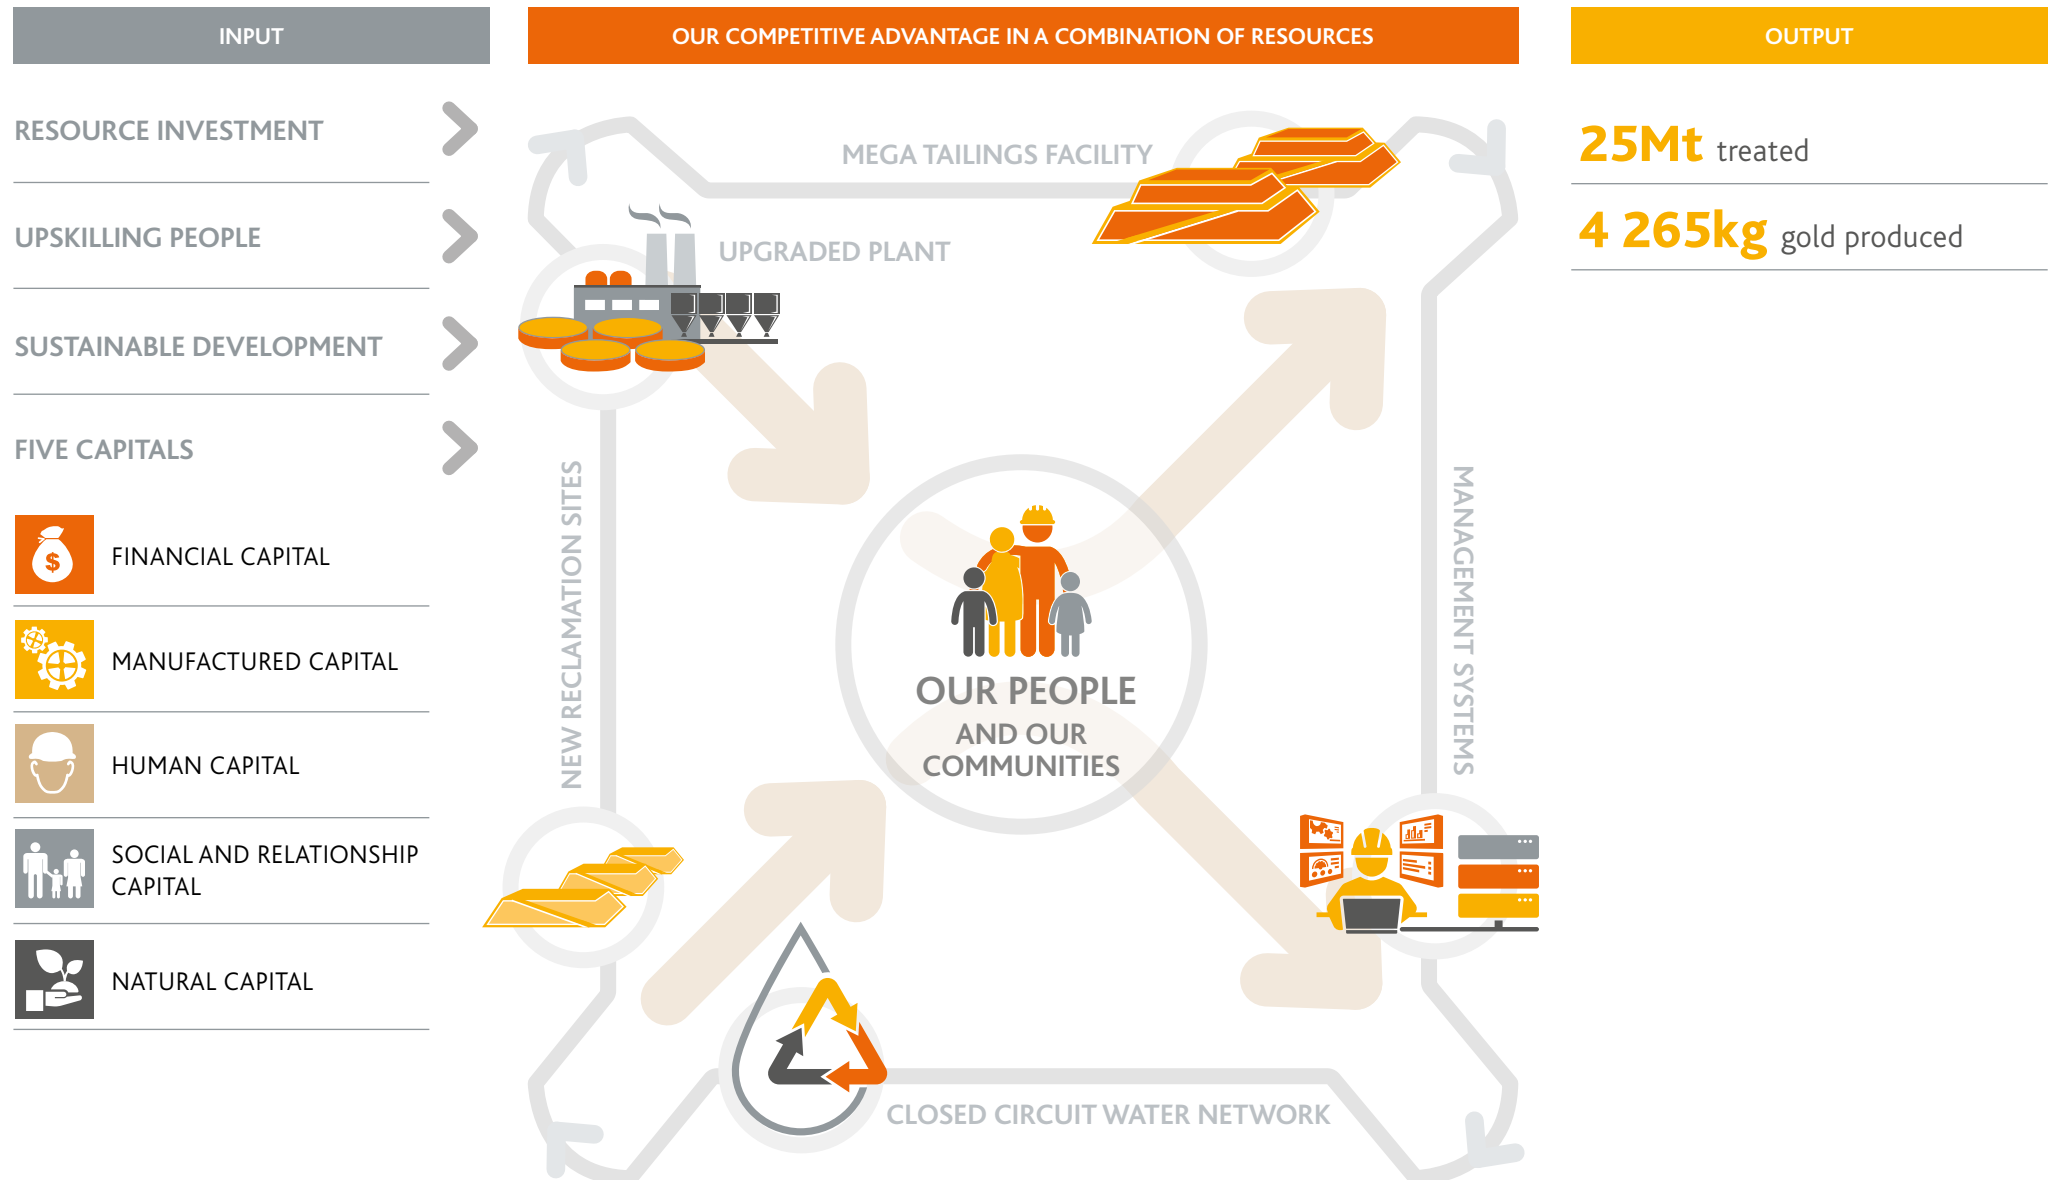 INPUT
RESOURCE INVESTMENT
UPSKILLING PEOPLE
SUSTAINABLE DEVELOPMENT
FIVE CAPITALS
$
FINANCIAL CAPITAL
MANUFACTURED CAPITAL
HUMAN CAPITAL
SOCIAL AND RELATIONSHIP
CAPITAL
NATURAL CAPITAL
OUR COMPETITIVE ADVANTAGE IN A COMBINATION OF RESOURCES
MEGA TAILINGS FACILITY
UPGRADED PLANT
NEW RECLAMATION SITES
OUR PEOPLE
AND OUR
COMMUNITIES
MANAGEMENT SYSTEMS
CLOSED CIRCUIT WATER NETWORK
OUTPUT
25Mt treated
4 265kg gold produced